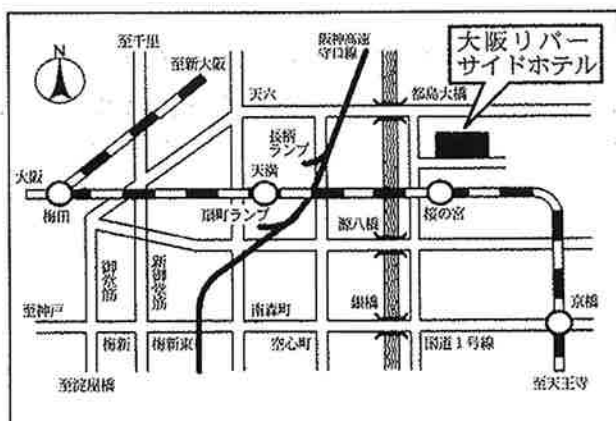 至千里
阪神高速
守口線
大阪リバー
サイドホテル
N
至新大阪
天六
都島大橋
長柄
ランプ
大阪
天満
梅田
扇町ランプ
源八橋
桜の宮
御堂筋
新御堂筋
至神戸
南森町
銀橋
京橋
梅新
梅新東
空心町
国道1号線
至淀屋橋
至天王寺